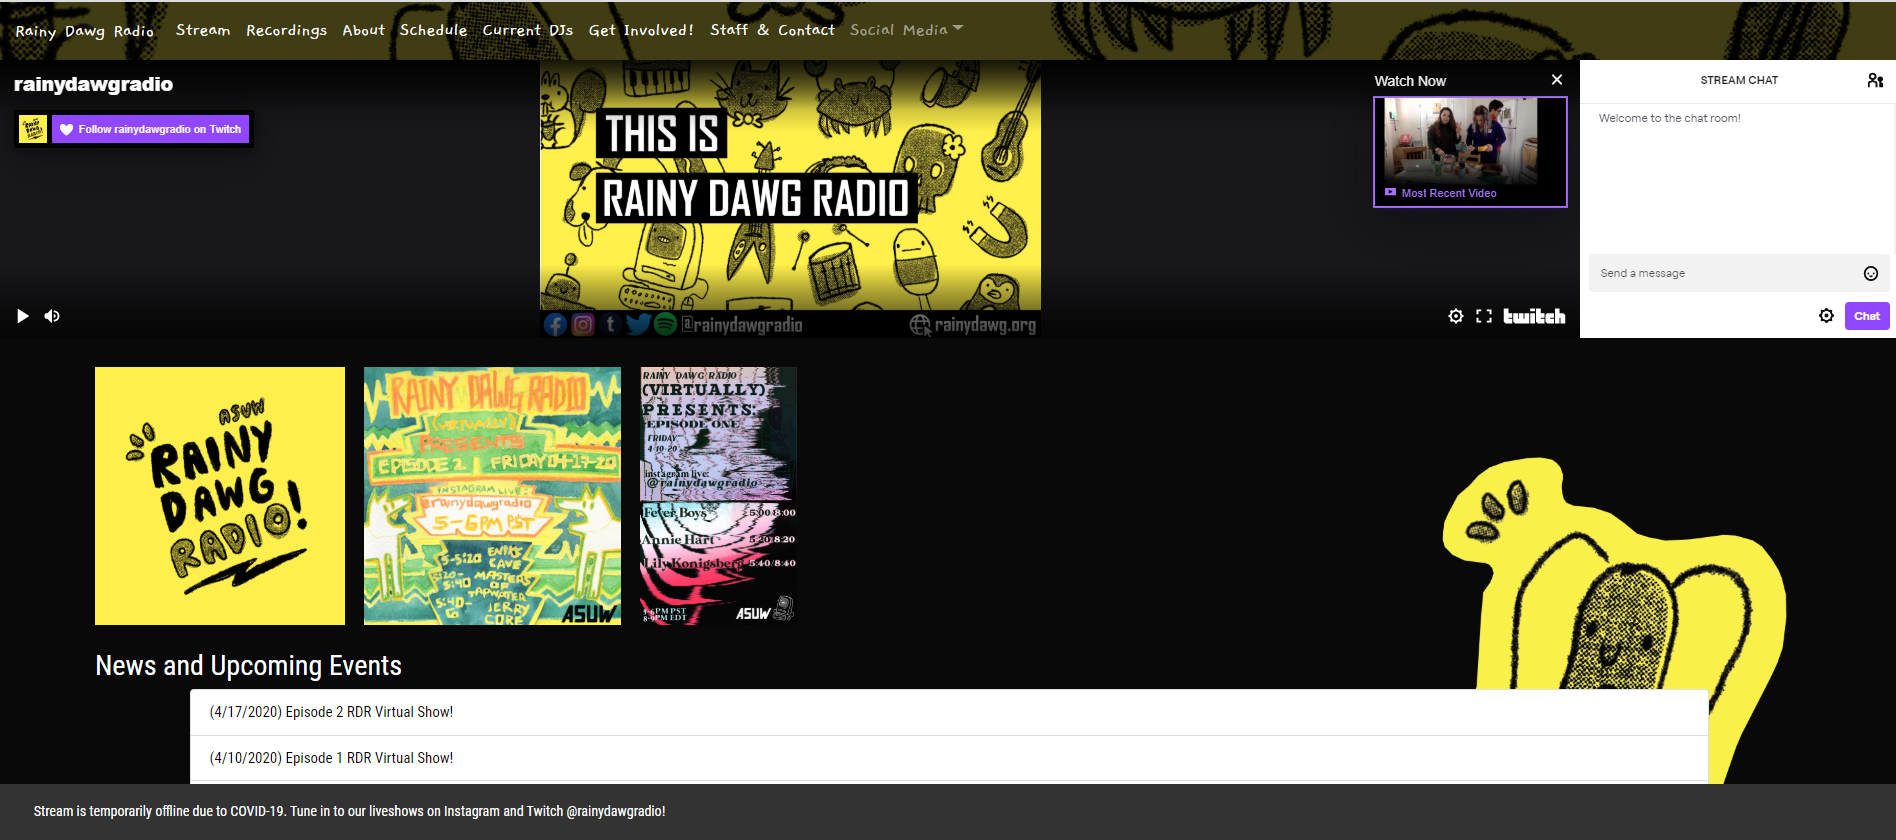 Rainy Dawg Radio Stream Recordings About Schedule Current DJs Get Involved! Staff & Contact Social Media
rainydawgradio
Follow rainydawgradio on Twitch
RAINY
DAWG
RADIO!
THIS IS
RAINY DAWG RADIO
@rainydawgradio
rainydawg.org
Watch Now
Most Recent Video
twitch
STREAM CHAT
Welcome to the chat room!
Send a message
Chat
ASUW
RAINY
DAWG
RADIO!
RAINY DAWG RADIO
(VIRTUALLY)
PRESENTS
EPISODE 2 FRIDAY 04-17-20
INSTAGRAM LIVE:
@rainydawgradio
5-6PM PST
5-5:20 ENIKS
CAVE
5:20- MASTERS
5:40 OF
TAPWATER
5:40- JERRY
CORE
ASUW
RAINY DAWG RADIO
(VIRTUALLY)
PRESENTS:
EPISODE ONE
FRIDAY
4-10-20
instagram live:
@rainydawgradio
Fever Boys 5:00/8:00
Annie Hart 5:20/8:20
Lily Konigsberg 5:40/8:40
5-6PM PST
8-9PM EDT
ASUW
News and Upcoming Events
(4/17/2020) Episode 2 RDR Virtual Show!
(4/10/2020) Episode 1 RDR Virtual Show!
Stream is temporarily offline due to COVID-19. Tune in to our liveshows on Instagram and Twitch @rainydawgradio!